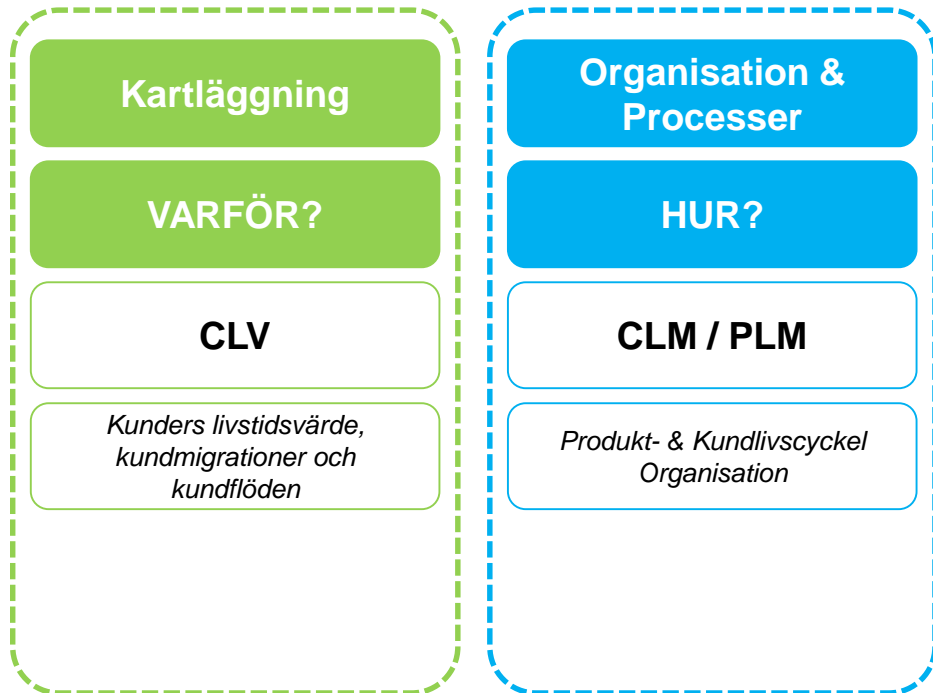 Kartläggning
VARFÖR?
CLV
Kunders livstidsvärde,
kundmigrationer och
kundflöden
Organisation &
Processer
HUR?
CLM / PLM
Produkt- & Kundlivscyckel
Organisation